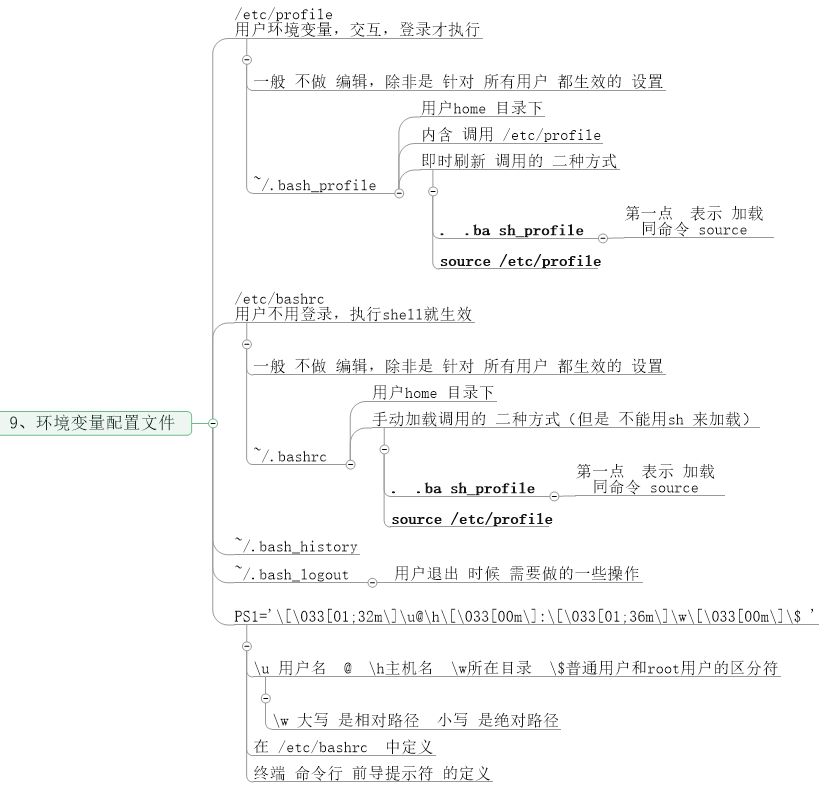 9、环境变量配置文件
/etc/profile
用户环境变量，交互，登录才执行
一般 不做 编辑，除非是 针对 所有用户 都生效的 设置
~/.bash_profile
用户home 目录下
内含 调用 /etc/profile
即时刷新 调用的 二种方式
. .ba sh_profile
第一点 表示 加载
同命令 source
source /etc/profile
/etc/bashrc
用户不用登录，执行shell就生效
一般 不做 编辑，除非是 针对 所有用户 都生效的 设置
~/.bashrc
用户home 目录下
手动加载调用的 二种方式（但是 不能用sh 来加载）
. .ba sh_profile
第一点 表示 加载
同命令 source
source /etc/profile
~/.bash_history
~/.bash_logout
用户退出 时候 需要做的一些操作
PS1='\[\033[01;32m\]\u@\h\[\033[00m\]:\[\033[01;36m\]\w\[\033[00m\]\$ '
\u 用户名 @ \h主机名 \w所在目录 \$普通用户和root用户的区分符
\w 大写 是相对路径 小写 是绝对路径
在 /etc/bashrc 中定义
终端 命令行 前导提示符 的定义